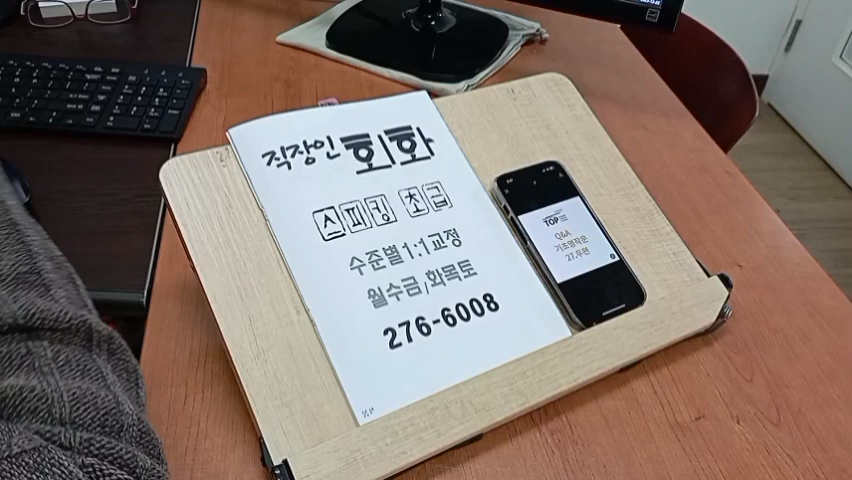 직장인 회화
스피킹 초급
수준별 1:1 교정
월수금/화목토
276-6008
TOP
Q&A
기초영작문
27.우편